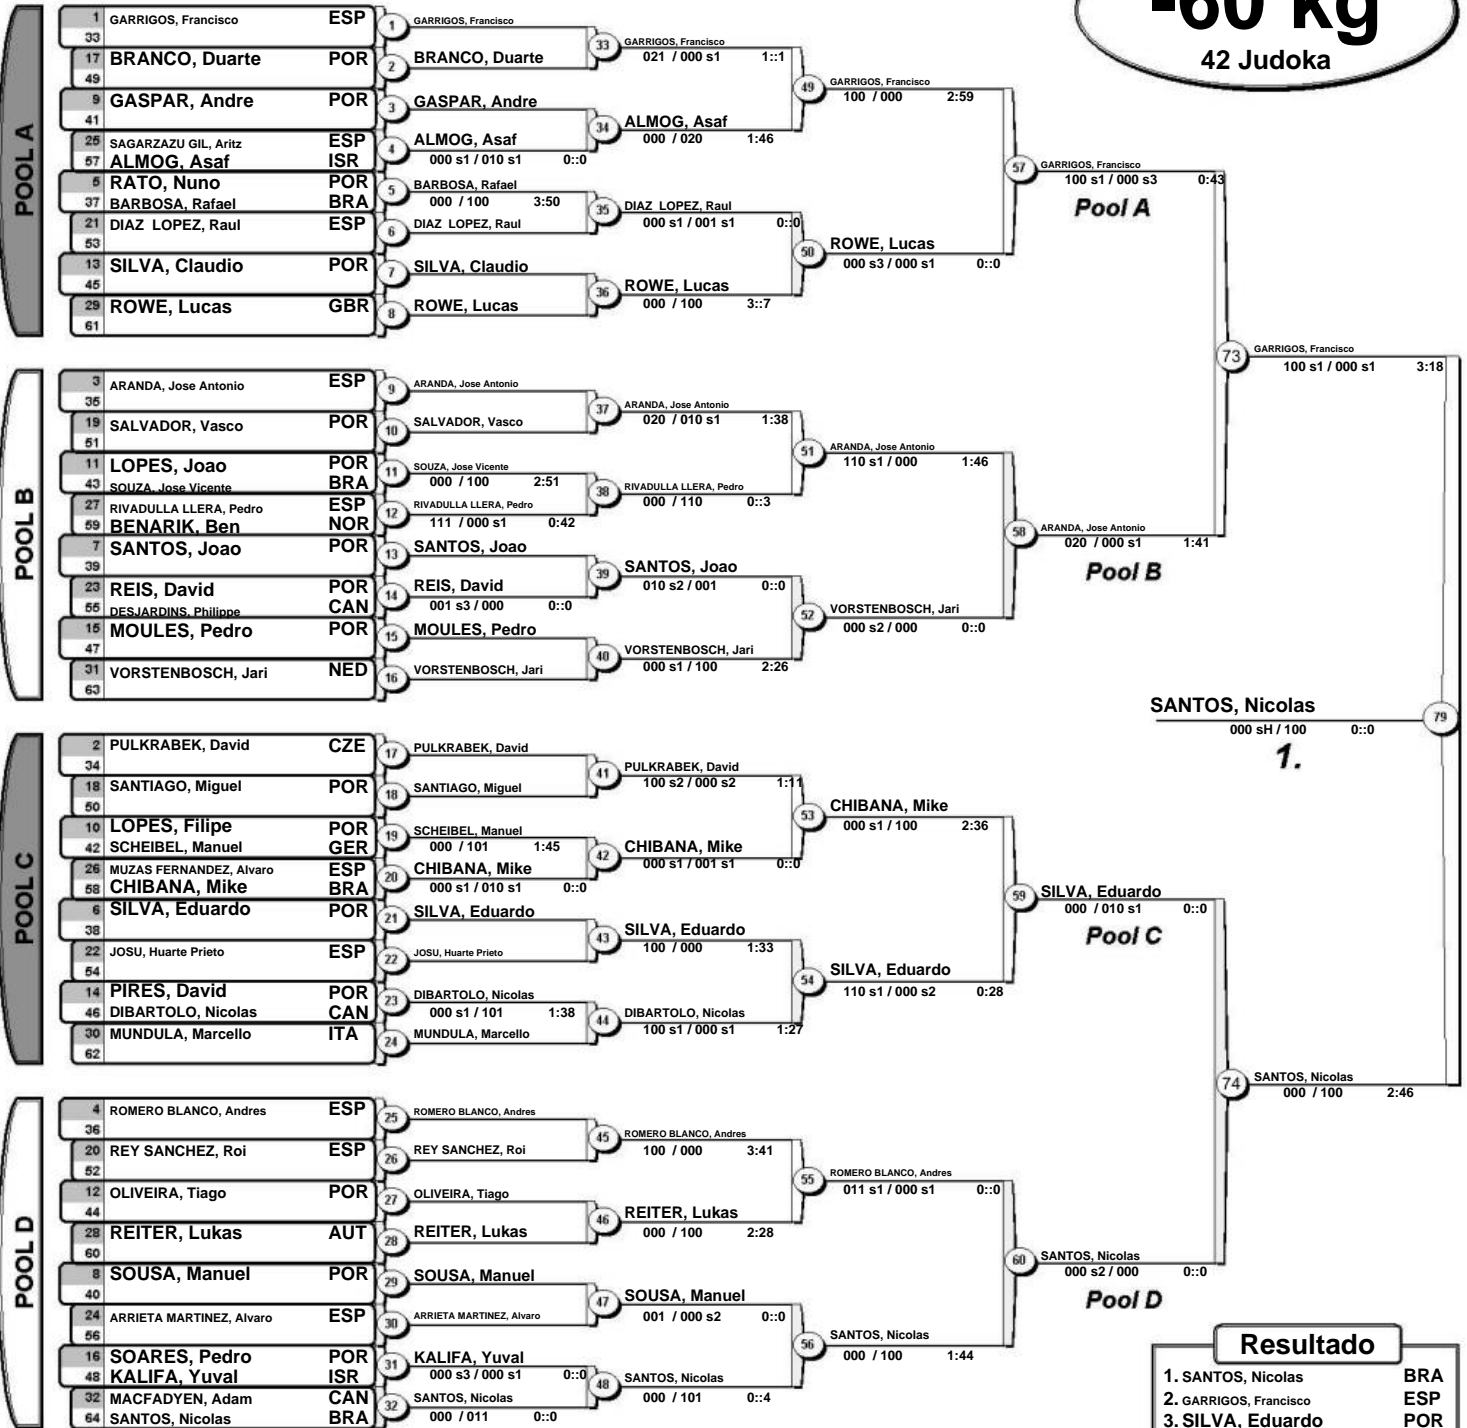 -60 kg
42 Judoka
POOL A
1 GARRIGOS, Francisco ESP
33
17 BRANCO, Duarte POR
49
9 GASPAR, Andre POR
41
25 SAGARZAZU GIL, Aritz ESP
57 ALMOG, Asaf ISR
5 RATO, Nuno POR
37 BARBOSA, Rafael BRA
21 DIAZ LOPEZ, Raul ESP
53
13 SILVA, Claudio POR
45
29 ROWE, Lucas GBR
61
1 GARRIGOS, Francisco
2 BRANCO, Duarte
3 GASPAR, Andre
4 ALMOG, Asaf
000 s1 / 010 s1 0::0
5 BARBOSA, Rafael
000 / 100 3:50
6 DIAZ LOPEZ, Raul
7 SILVA, Claudio
8 ROWE, Lucas
33 GARRIGOS, Francisco
021 / 000 s1 1::1
34 ALMOG, Asaf
000 / 020 1:46
35 DIAZ LOPEZ, Raul
000 s1 / 001 s1 0::0
36 ROWE, Lucas
000 / 100 3::7
49 GARRIGOS, Francisco
100 / 000 2:59
50 ROWE, Lucas
000 s3 / 000 s1 0::0
57 GARRIGOS, Francisco
100 s1 / 000 s3 0:43
Pool A
POOL B
3 ARANDA, Jose Antonio ESP
35
19 SALVADOR, Vasco POR
51
11 LOPES, Joao POR
43 SOUZA, Jose Vicente BRA
27 RIVADULLA LLERA, Pedro ESP
59 BENARIK, Ben NOR
7 SANTOS, Joao POR
39
23 REIS, David POR
55 DESJARDINS, Philippe CAN
15 MOULES, Pedro POR
47
31 VORSTENBOSCH, Jari NED
63
9 ARANDA, Jose Antonio
10 SALVADOR, Vasco
11 SOUZA, Jose Vicente
000 / 100 2:51
12 RIVADULLA LLERA, Pedro
111 / 000 s1 0:42
13 SANTOS, Joao
14 REIS, David
001 s3 / 000 0::0
15 MOULES, Pedro
16 VORSTENBOSCH, Jari
37 ARANDA, Jose Antonio
020 / 010 s1 1:38
38 RIVADULLA LLERA, Pedro
000 / 110 0::3
39 SANTOS, Joao
010 s2 / 001 0::0
40 VORSTENBOSCH, Jari
000 s1 / 100 2:26
51 ARANDA, Jose Antonio
110 s1 / 000 1:46
52 VORSTENBOSCH, Jari
000 s2 / 000 0::0
58 ARANDA, Jose Antonio
020 / 000 s1 1:41
Pool B
73 GARRIGOS, Francisco
100 s1 / 000 s1 3:18
SANTOS, Nicolas 79
000 sH / 100 0::0
1.
POOL C
2 PULKRABEK, David CZE
34
18 SANTIAGO, Miguel POR
50
10 LOPES, Filipe POR
42 SCHEIBEL, Manuel GER
26 MUZAS FERNANDEZ, Alvaro ESP
58 CHIBANA, Mike BRA
6 SILVA, Eduardo POR
38
22 JOSU, Huarte Prieto ESP
54
14 PIRES, David POR
46 DIBARTOLO, Nicolas CAN
30 MUNDULA, Marcello ITA
62
17 PULKRABEK, David
18 SANTIAGO, Miguel
19 SCHEIBEL, Manuel
000 / 101 1:45
20 CHIBANA, Mike
000 s1 / 010 s1 0::0
21 SILVA, Eduardo
22 JOSU, Huarte Prieto
23 DIBARTOLO, Nicolas
000 s1 / 101 1:38
24 MUNDULA, Marcello
41 PULKRABEK, David
100 s2 / 000 s2 1:11
42 CHIBANA, Mike
000 s1 / 001 s1 0::0
43 SILVA, Eduardo
100 / 000 1:33
44 DIBARTOLO, Nicolas
100 s1 / 000 s1 1:27
53 CHIBANA, Mike
000 s1 / 100 2:36
54 SILVA, Eduardo
110 s1 / 000 s2 0:28
59 SILVA, Eduardo
000 / 010 s1 0::0
Pool C
74 SANTOS, Nicolas
000 / 100 2:46
POOL D
4 ROMERO BLANCO, Andres ESP
36
20 REY SANCHEZ, Roi ESP
52
12 OLIVEIRA, Tiago POR
44
28 REITER, Lukas AUT
60
8 SOUSA, Manuel POR
40
24 ARRIETA MARTINEZ, Alvaro ESP
56
16 SOARES, Pedro POR
48 KALIFA, Yuval ISR
32 MACFADYEN, Adam CAN
64 SANTOS, Nicolas BRA
25 ROMERO BLANCO, Andres
26 REY SANCHEZ, Roi
27 OLIVEIRA, Tiago
28 REITER, Lukas
29 SOUSA, Manuel
30 ARRIETA MARTINEZ, Alvaro
31 KALIFA, Yuval
000 s3 / 000 s1 0::0
32 SANTOS, Nicolas
000 / 011 0::0
45 ROMERO BLANCO, Andres
100 / 000 3:41
46 REITER, Lukas
000 / 100 2:28
47 SOUSA, Manuel
001 / 000 s2 0::0
48 SANTOS, Nicolas
000 / 101 0::4
55 ROMERO BLANCO, Andres
011 s1 / 000 s1 0::0
56 SANTOS, Nicolas
000 / 100 1:44
60 SANTOS, Nicolas
000 s2 / 000 0::0
Pool D
Resultado
1. SANTOS, Nicolas BRA
2. GARRIGOS, Francisco ESP
3. SILVA, Eduardo POR